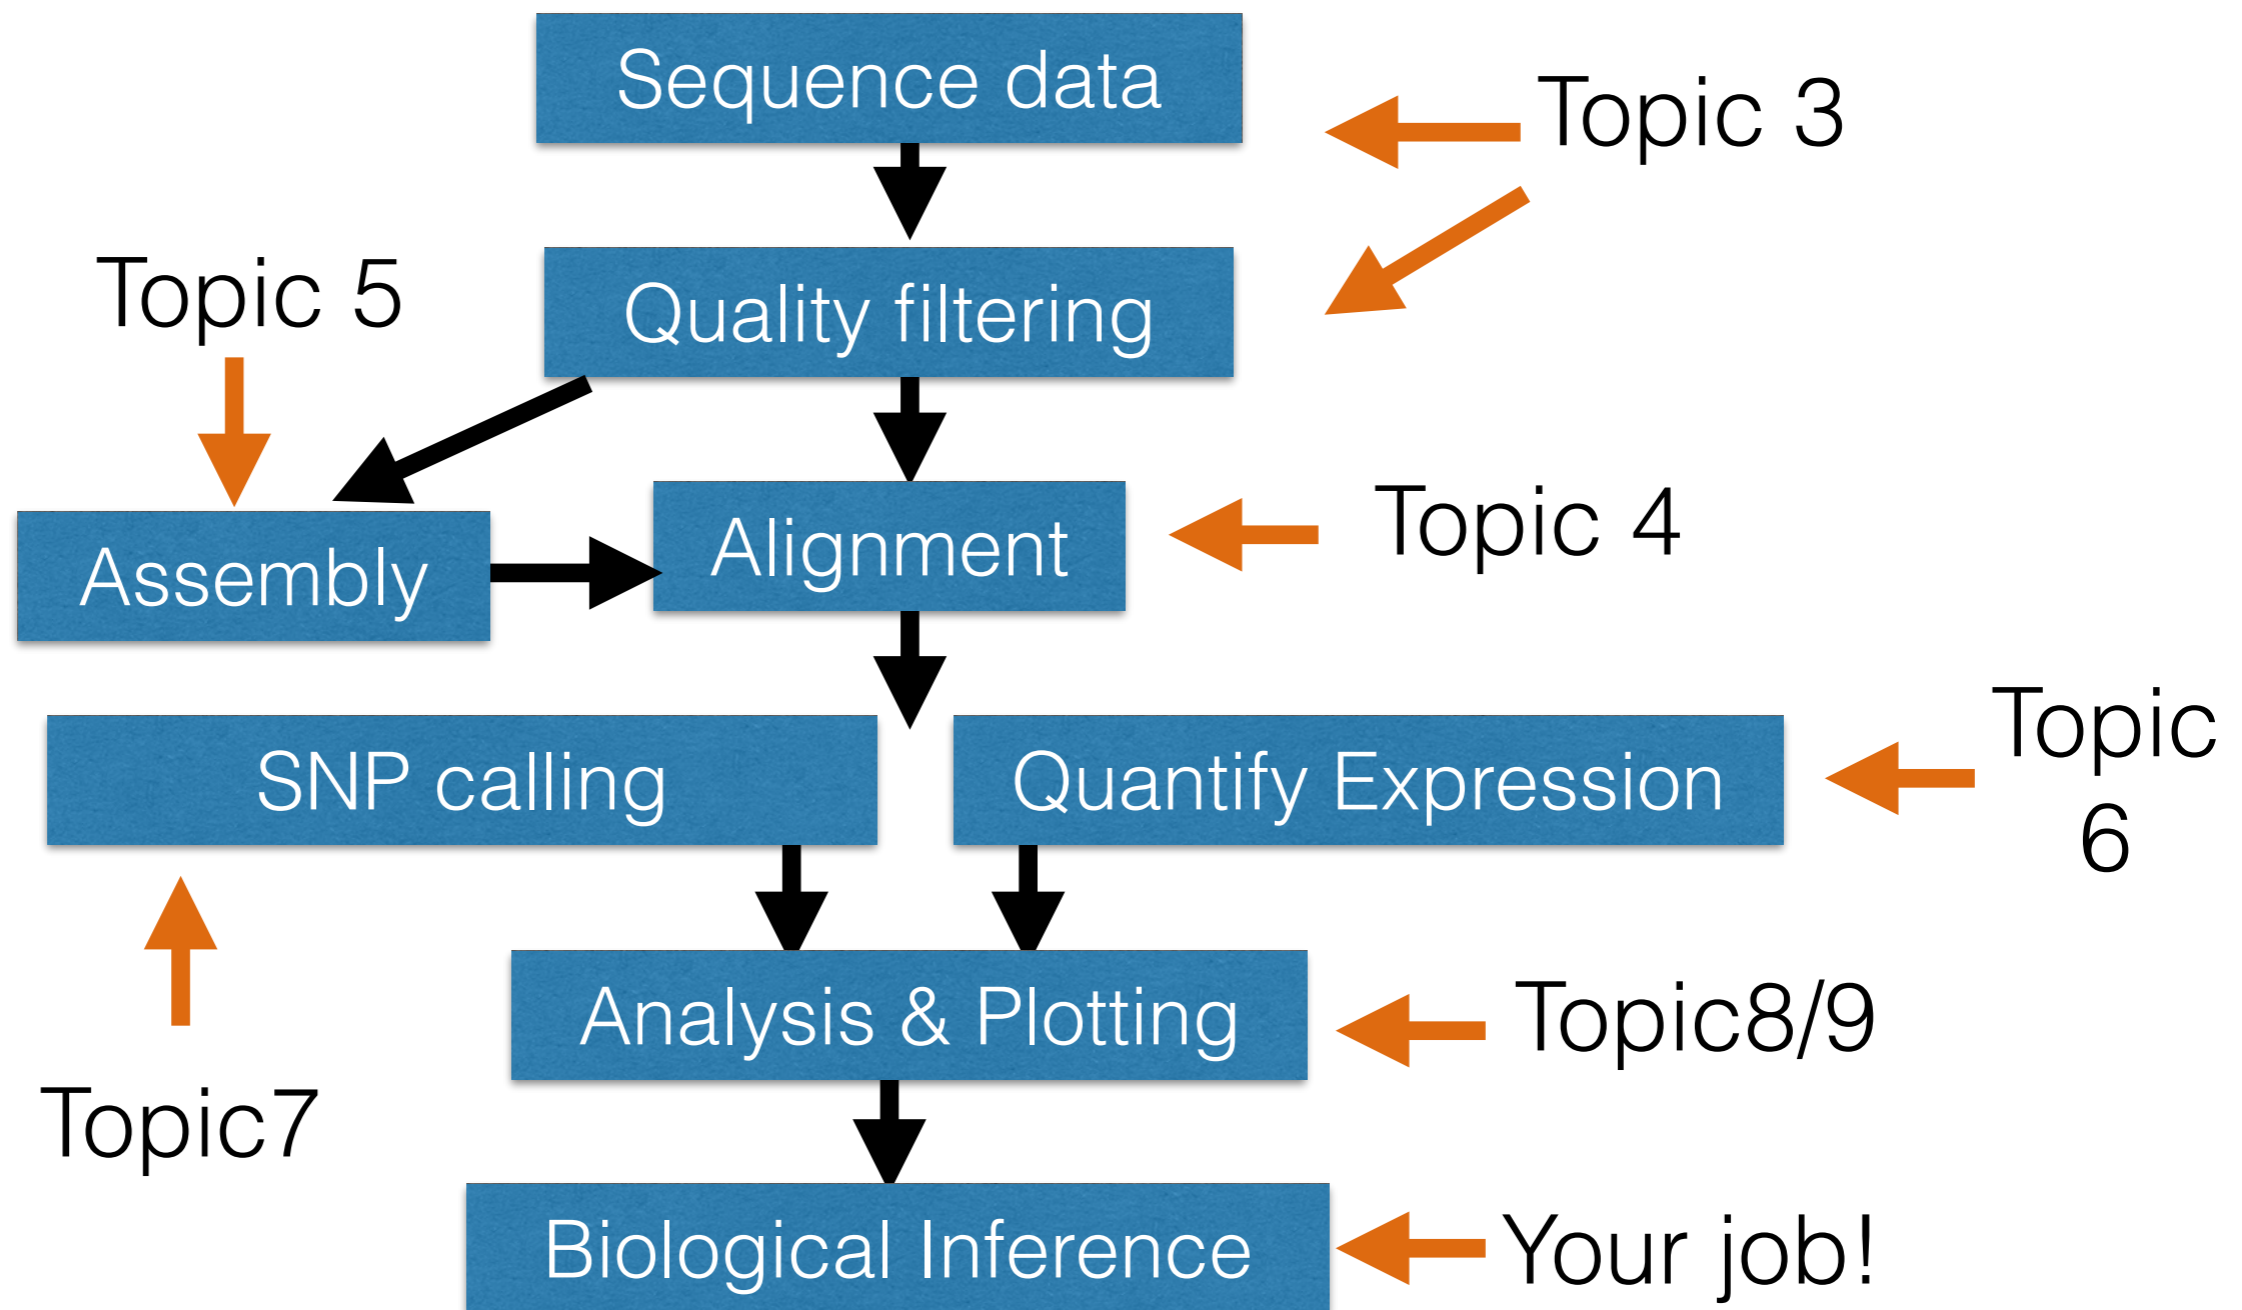 Sequence data
Topic 3
Topic 5
Quality filtering
Assembly
Alignment
Topic 4
SNP calling
Quantify Expression
Topic
6
Analysis & Plotting
Topic8/9
Topic7
Biological Inference
Your job!